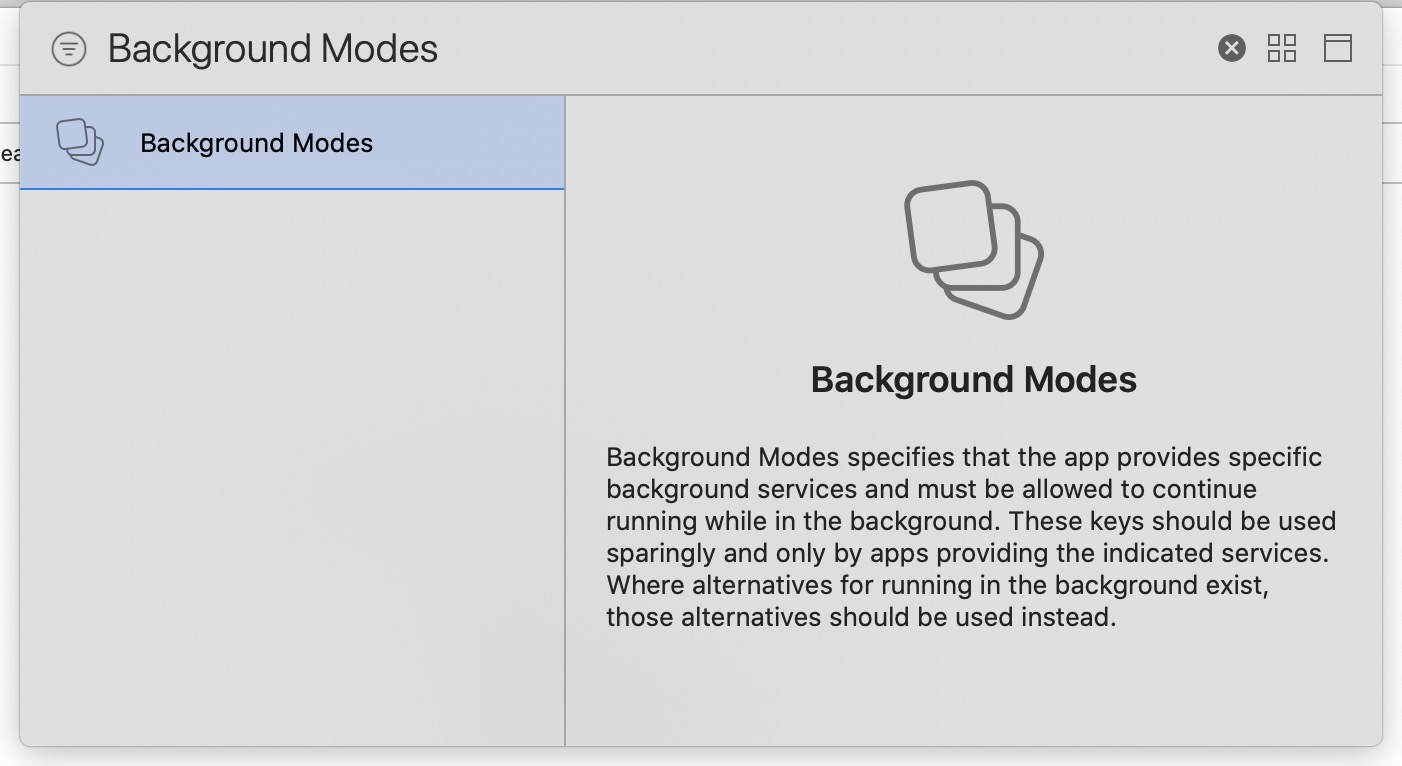 Background Modes
Background Modes
Background Modes
Background Modes specifies that the app provides specific
background services and must be allowed to continue
running while in the background. These keys should be used
sparingly and only by apps providing the indicated services.
Where alternatives for running in the background exist,
those alternatives should be used instead.